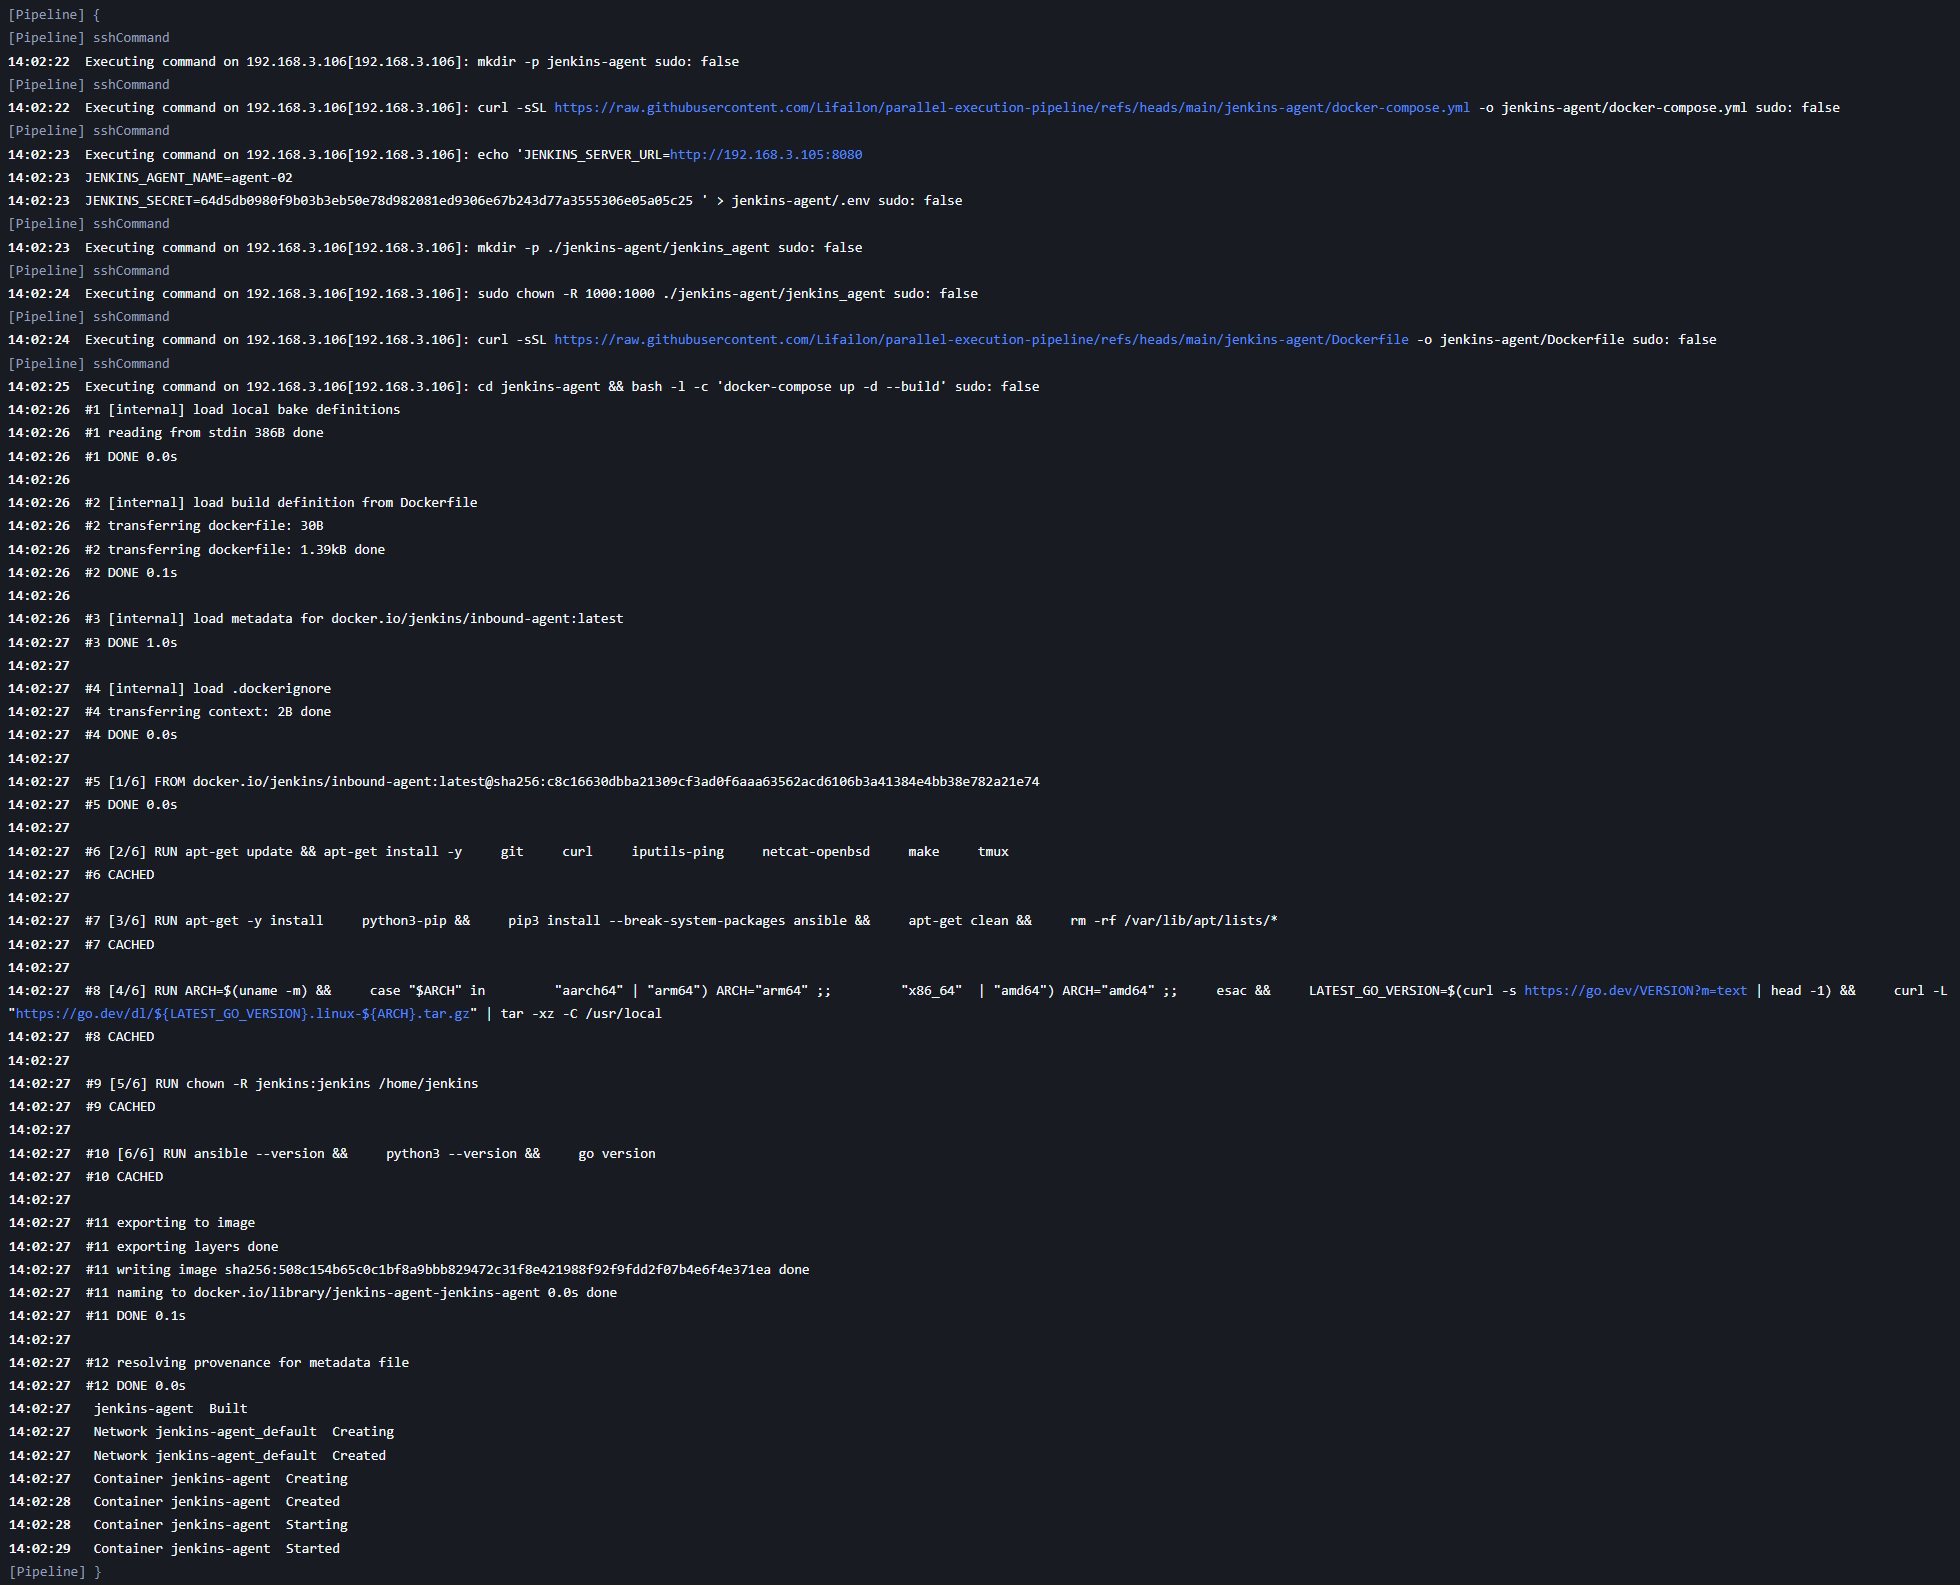 [Pipeline] {
[Pipeline] sshCommand
14:02:22  Executing command on 192.168.3.106[192.168.3.106]: mkdir -p jenkins-agent sudo: false
[Pipeline] sshCommand
14:02:22  Executing command on 192.168.3.106[192.168.3.106]: curl -sSL https://raw.githubusercontent.com/Lifailon/parallel-execution-pipeline/refs/heads/main/jenkins-agent/docker-compose.yml -o jenkins-agent/docker-compose.yml sudo: false
[Pipeline] sshCommand
14:02:23  Executing command on 192.168.3.106[192.168.3.106]: echo 'JENKINS_SERVER_URL=http://192.168.3.105:8080
14:02:23  JENKINS_AGENT_NAME=agent-02
14:02:23  JENKINS_SECRET=64d5db0980f9b03b3eb50e78d982081ed9306e67b243d77a3555306e05a05c25 ' > jenkins-agent/.env sudo: false
[Pipeline] sshCommand
14:02:23  Executing command on 192.168.3.106[192.168.3.106]: mkdir -p ./jenkins-agent/jenkins_agent sudo: false
[Pipeline] sshCommand
14:02:24  Executing command on 192.168.3.106[192.168.3.106]: sudo chown -R 1000:1000 ./jenkins-agent/jenkins_agent sudo: false
[Pipeline] sshCommand
14:02:24  Executing command on 192.168.3.106[192.168.3.106]: curl -sSL https://raw.githubusercontent.com/Lifailon/parallel-execution-pipeline/refs/heads/main/jenkins-agent/Dockerfile -o jenkins-agent/Dockerfile sudo: false
[Pipeline] sshCommand
14:02:25  Executing command on 192.168.3.106[192.168.3.106]: cd jenkins-agent && bash -l -c 'docker-compose up -d --build' sudo: false
14:02:26  #1 [internal] load local bake definitions
14:02:26  #1 reading from stdin 386B done
14:02:26  #1 DONE 0.0s
14:02:26
14:02:26  #2 [internal] load build definition from Dockerfile
14:02:26  #2 transferring dockerfile: 30B
14:02:26  #2 transferring dockerfile: 1.39kB done
14:02:26  #2 DONE 0.1s
14:02:26
14:02:26  #3 [internal] load metadata for docker.io/jenkins/inbound-agent:latest
14:02:27  #3 DONE 1.0s
14:02:27
14:02:27  #4 [internal] load .dockerignore
14:02:27  #4 transferring context: 2B done
14:02:27  #4 DONE 0.0s
14:02:27
14:02:27  #5 [1/6] FROM docker.io/jenkins/inbound-agent:latest@sha256:c8c16630dbba21309cf3ad0f6aaa63562acd6106b3a41384e4bb38e782a21e74
14:02:27  #5 DONE 0.0s
14:02:27
14:02:27  #6 [2/6] RUN apt-get update && apt-get install -y     git     curl     iputils-ping     netcat-openbsd     make     tmux
14:02:27  #6 CACHED
14:02:27
14:02:27  #7 [3/6] RUN apt-get -y install     python3-pip &&     pip3 install --break-system-packages ansible &&     apt-get clean &&     rm -rf /var/lib/apt/lists/*
14:02:27  #7 CACHED
14:02:27
14:02:27  #8 [4/6] RUN ARCH=$(uname -m) &&     case "$ARCH" in         "aarch64" | "arm64") ARCH="arm64" ;;         "x86_64"  | "amd64") ARCH="amd64" ;;     esac &&     LATEST_GO_VERSION=$(curl -s https://go.dev/VERSION?m=text | head -1) &&     curl -L
"https://go.dev/dl/${LATEST_GO_VERSION}.linux-${ARCH}.tar.gz" | tar -xz -C /usr/local
14:02:27  #8 CACHED
14:02:27
14:02:27  #9 [5/6] RUN chown -R jenkins:jenkins /home/jenkins
14:02:27  #9 CACHED
14:02:27
14:02:27  #10 [6/6] RUN ansible --version &&     python3 --version &&     go version
14:02:27  #10 CACHED
14:02:27
14:02:27  #11 exporting to image
14:02:27  #11 exporting layers done
14:02:27  #11 writing image sha256:508c154b65c0c1bf8a9bbb829472c31f8e421988f92f9fdd2f07b4e6f4e371ea done
14:02:27  #11 naming to docker.io/library/jenkins-agent-jenkins-agent 0.0s done
14:02:27  #11 DONE 0.1s
14:02:27
14:02:27  #12 resolving provenance for metadata file
14:02:27  #12 DONE 0.0s
14:02:27   jenkins-agent  Built
14:02:27   Network jenkins-agent_default  Creating
14:02:27   Network jenkins-agent_default  Created
14:02:27   Container jenkins-agent  Creating
14:02:28   Container jenkins-agent  Created
14:02:28   Container jenkins-agent  Starting
14:02:29   Container jenkins-agent  Started
[Pipeline] }